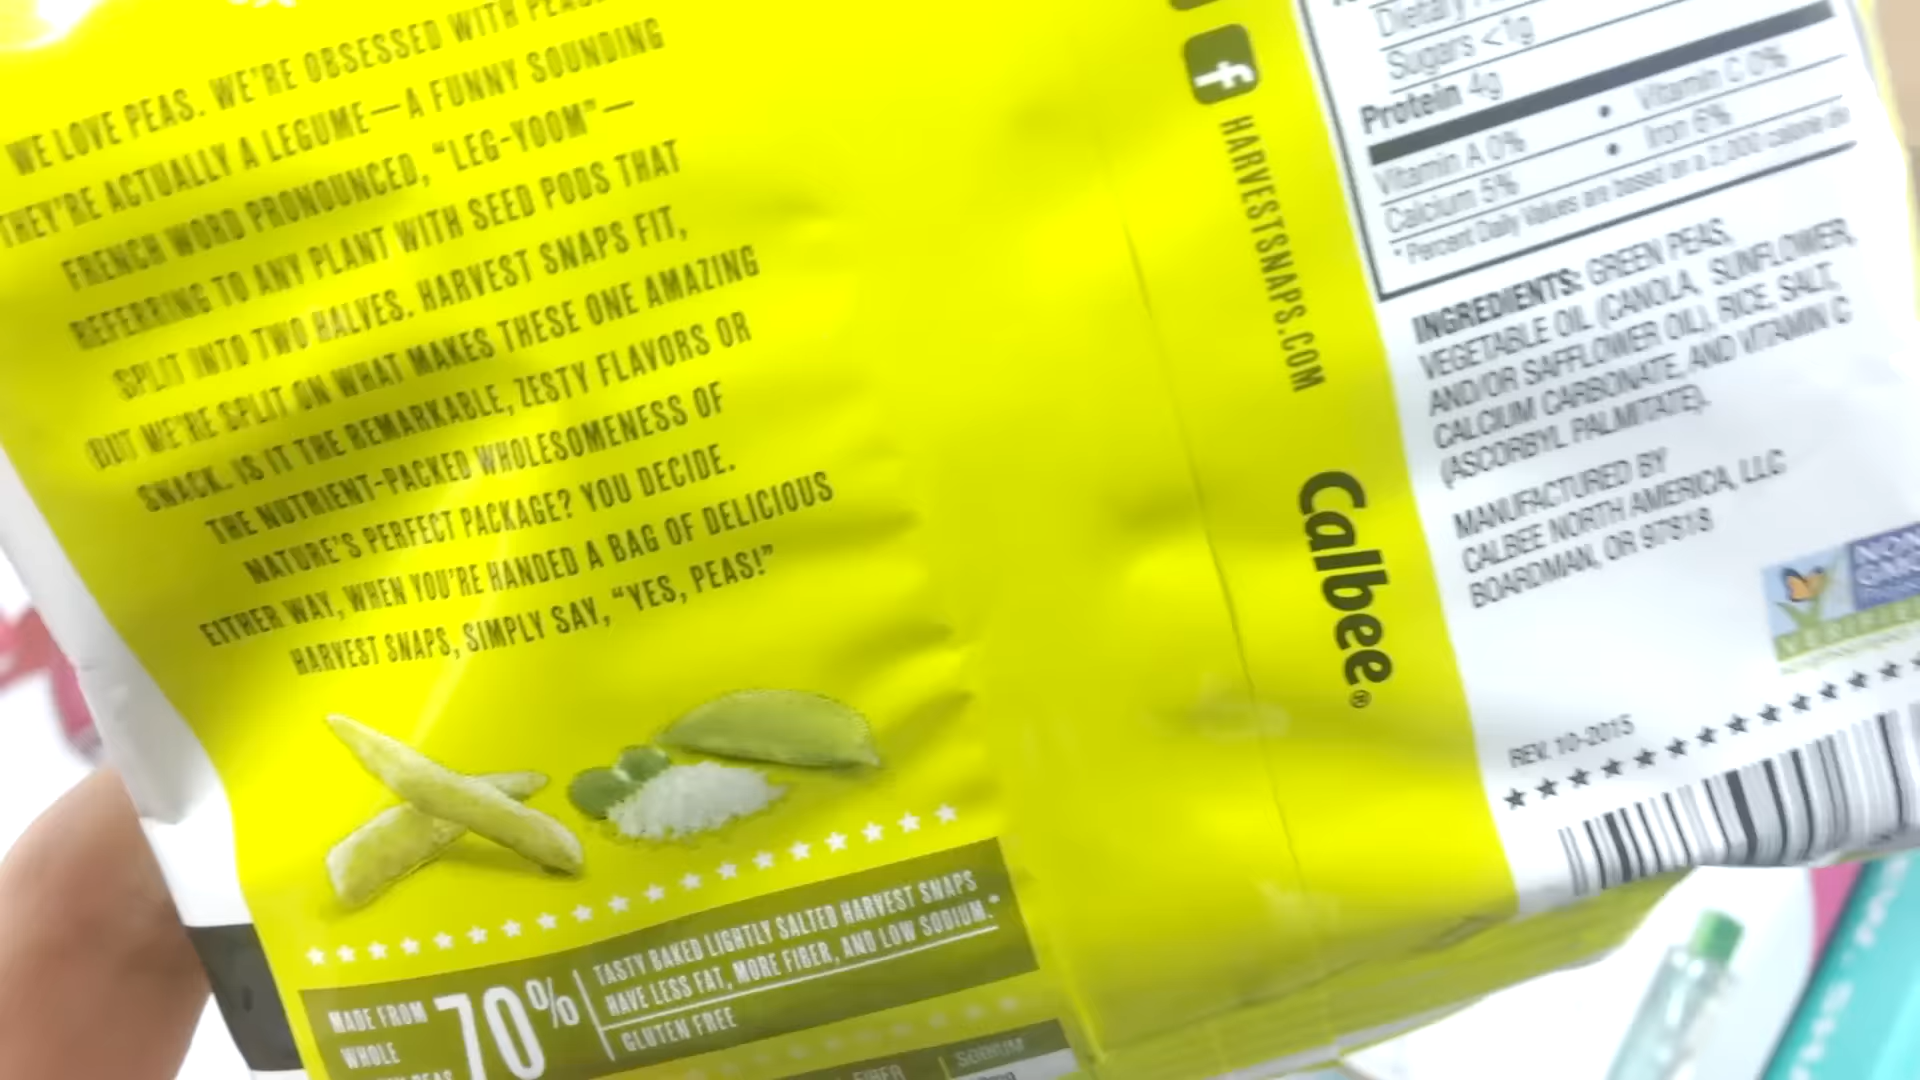 WE LOVE PEAS. WE'RE OBSESSED WITH PEAS.
THEY'RE ACTUALLY A LEGUME—A FUNNY SOUNDING
FRENCH WORD PRONOUNCED, "LEG-YOOM"—
REFERRING TO ANY PLANT WITH SEED PODS THAT
SPLIT INTO TWO HALVES. HARVEST SNAPS FIT,
BUT WE'RE SPLIT ON WHAT MAKES THESE ONE AMAZING
SNACK. IS IT THE REMARKABLE, ZESTY FLAVORS OR
THE NUTRIENT-PACKED WHOLESOMENESS OF
NATURE'S PERFECT PACKAGE? YOU DECIDE.
EITHER WAY, WHEN YOU'RE HANDED A BAG OF DELICIOUS
HARVEST SNAPS, SIMPLY SAY, "YES, PEAS!"
MADE FROM
WHOLE
70%
TASTY BAKED LIGHTLY SALTED HARVEST SNAPS
HAVE LESS FAT, MORE FIBER, AND LOW SODIUM.*
GLUTEN FREE
FIBER
SODIUM
f HARVESTSNAPS.COM
Calbee®
Dietary
Sugars <1g
Protein 4g
Vitamin A 0% • Vitamin C 0%
Calcium 5% • Iron 6%
* Percent Daily Values are based on a 2,000 calorie
INGREDIENTS: GREEN PEAS,
VEGETABLE OIL (CANOLA, SUNFLOWER,
AND/OR SAFFLOWER OIL), RICE, SALT,
CALCIUM CARBONATE, AND VITAMIN C
(ASCORBYL PALMITATE).
MANUFACTURED BY
CALBEE NORTH AMERICA, LLC
BOARDMAN, OR 97818
NON
GMO
VERIFIED
REV. 10-2015